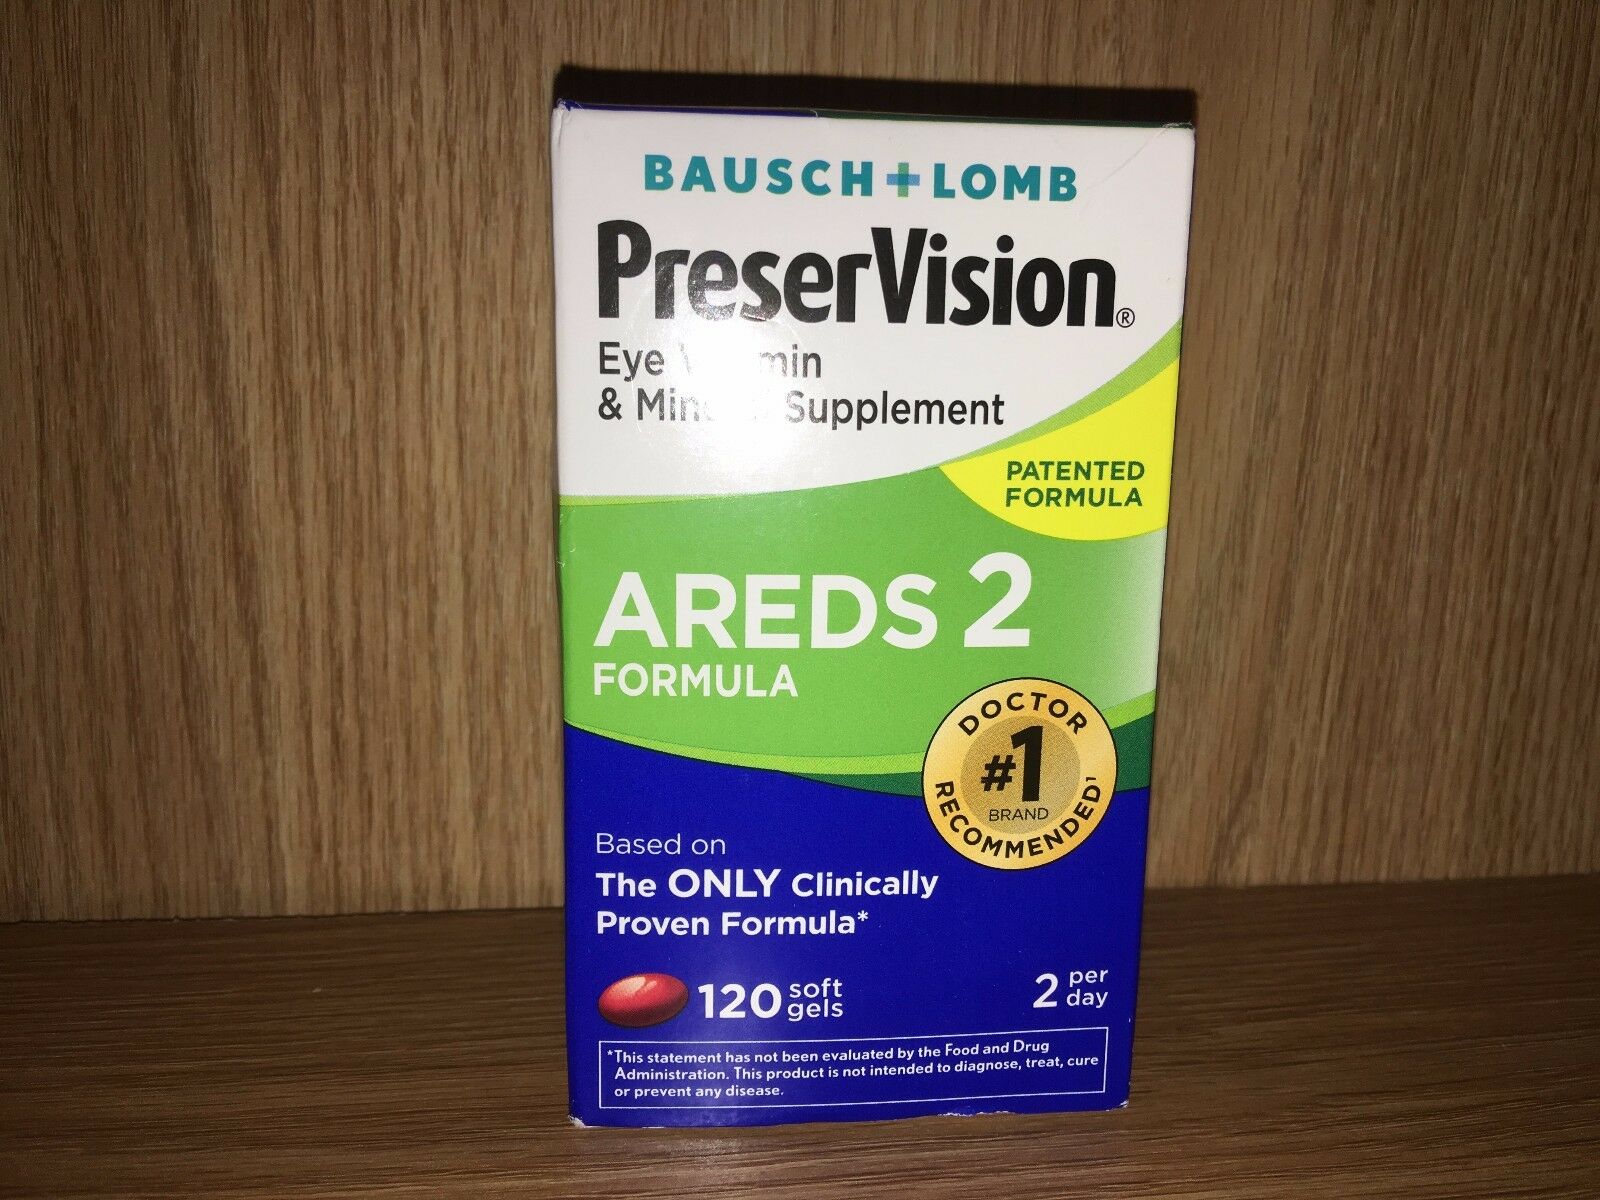 BAUSCH + LOMB
PreserVision®
Eye
& Supplement
PATENTED
FORMULA
AREDS 2
FORMULA
DOCTOR
#1
BRAND
RECOMMENDED†
Based on
The ONLY Clinically
Proven Formula*
120 soft gels
2 per day
*This statement has not been evaluated by the Food and Drug
Administration. This product is not intended to diagnose, treat, cure
or prevent any disease.